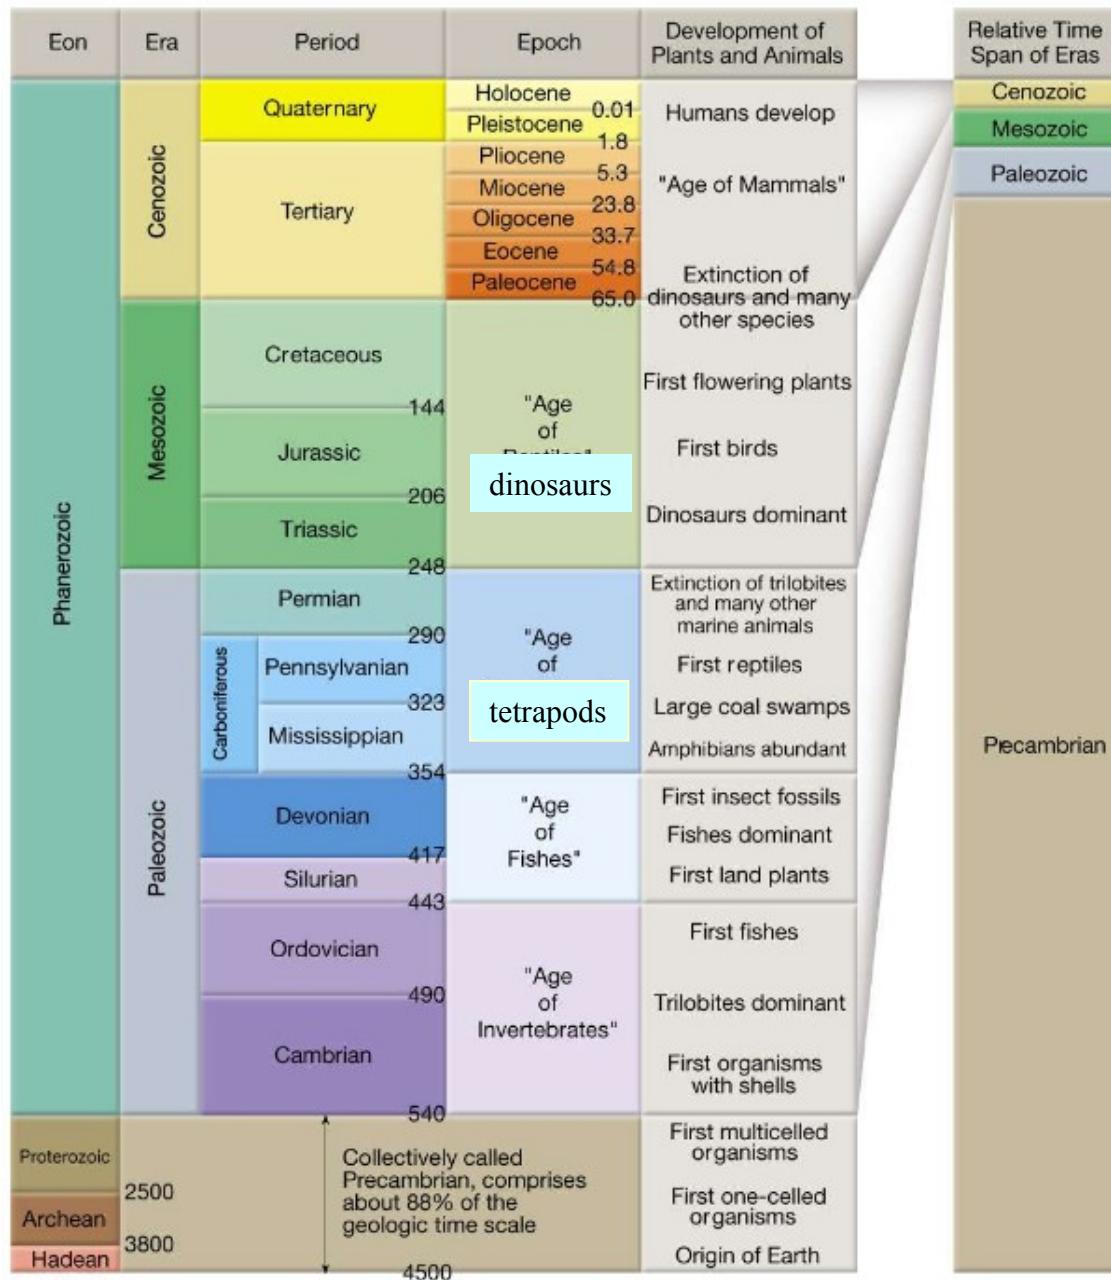 Eon
Era
Period
Epoch
Development of
Plants and Animals
Relative Time
Span of Eras
Phanerozoic
Cenozoic
Quaternary
Tertiary
Holocene
0.01
Pleistocene
1.8
Pliocene
5.3
Miocene
23.8
Oligocene
33.7
Eocene
54.8
Paleocene
65.0
Humans develop
"Age of Mammals"
Extinction of
dinosaurs and many
other species
Mesozoic
Cretaceous
144
Jurassic
206
Triassic
248
"Age
of
dinosaurs
First flowering plants
First birds
Dinosaurs dominant
Paleozoic
Permian
290
Carboniferous
Pennsylvanian
323
Mississippian
354
"Age
of
tetrapods
Extinction of trilobites
and many other
marine animals
First reptiles
Large coal swamps
Amphibians abundant
Devonian
417
Silurian
443
"Age
of
Fishes"
First insect fossils
Fishes dominant
First land plants
Ordovician
490
Cambrian
540
"Age
of
Invertebrates"
First fishes
Trilobites dominant
First organisms
with shells
Proterozoic
2500
Archean
3800
Hadean
Collectively called
Precambrian, comprises
about 88% of the
geologic time scale
4500
First multicelled
organisms
First one-celled
organisms
Origin of Earth
Cenozoic
Mesozoic
Paleozoic
Precambrian